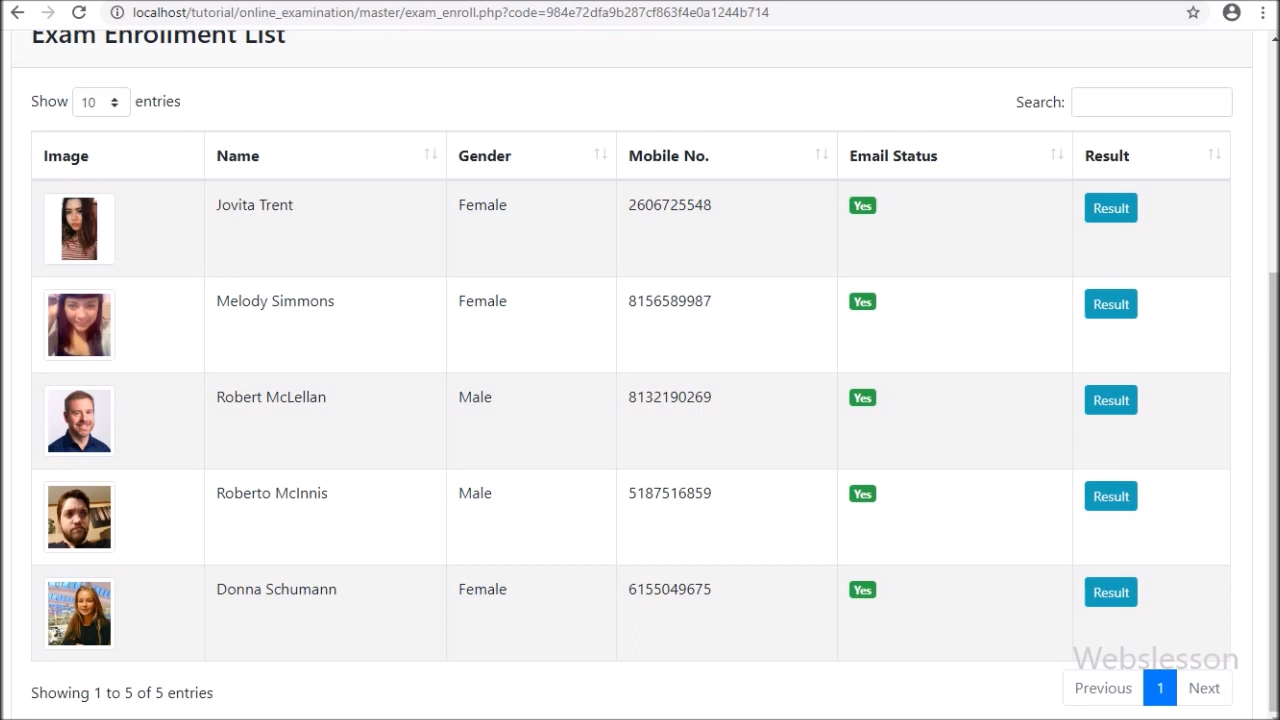 localhost/tutorial/online_examination/master/exam_enroll.php?code=984e72dfa9b287cf863f4e0a1244b714
Exam Enrollment List
Show 10 entries Search:
Image Name Gender Mobile No. Email Status Result
Jovita Trent Female 2606725548 Yes Result
Melody Simmons Female 8156589987 Yes Result
Robert McLellan Male 8132190269 Yes Result
Roberto McInnis Male 5187516859 Yes Result
Donna Schumann Female 6155049675 Yes Result
Webslesson
Showing 1 to 5 of 5 entries Previous 1 Next